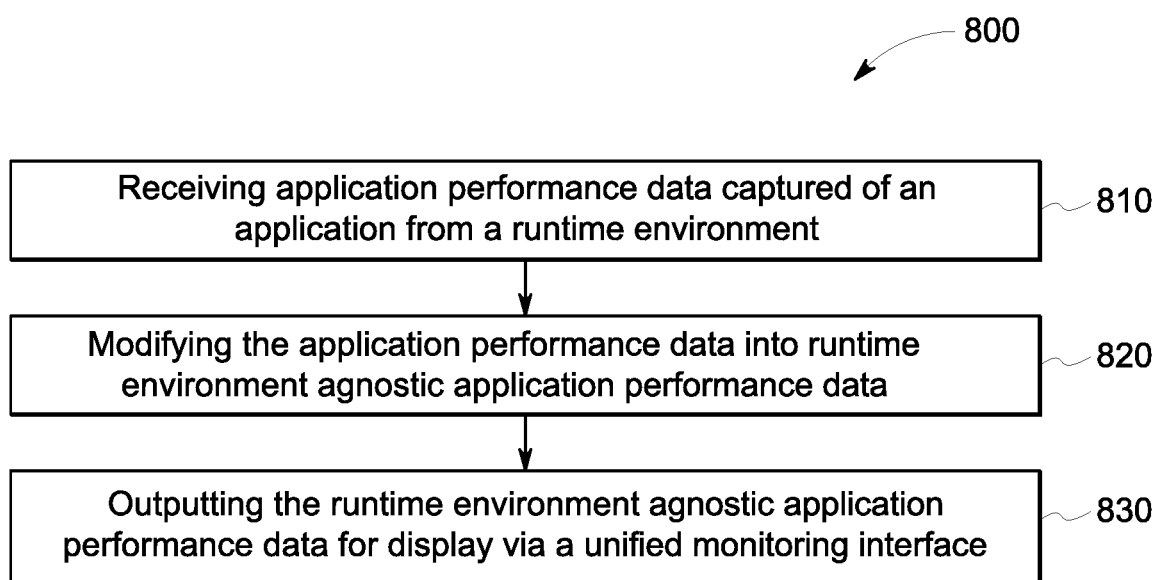 800
Receiving application performance data captured of an
application from a runtime environment
810
Modifying the application performance data into runtime
environment agnostic application performance data
820
Outputting the runtime environment agnostic application
performance data for display via a unified monitoring interface
830